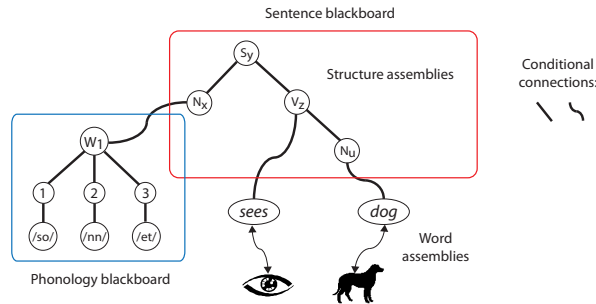 Sentence blackboard
Sy
Structure assemblies
Conditional
connections:
Nx
Vz
W1
Nu
1 2 3
sees dog
/so/ /nn/ /et/
Word
assemblies
Phonology blackboard